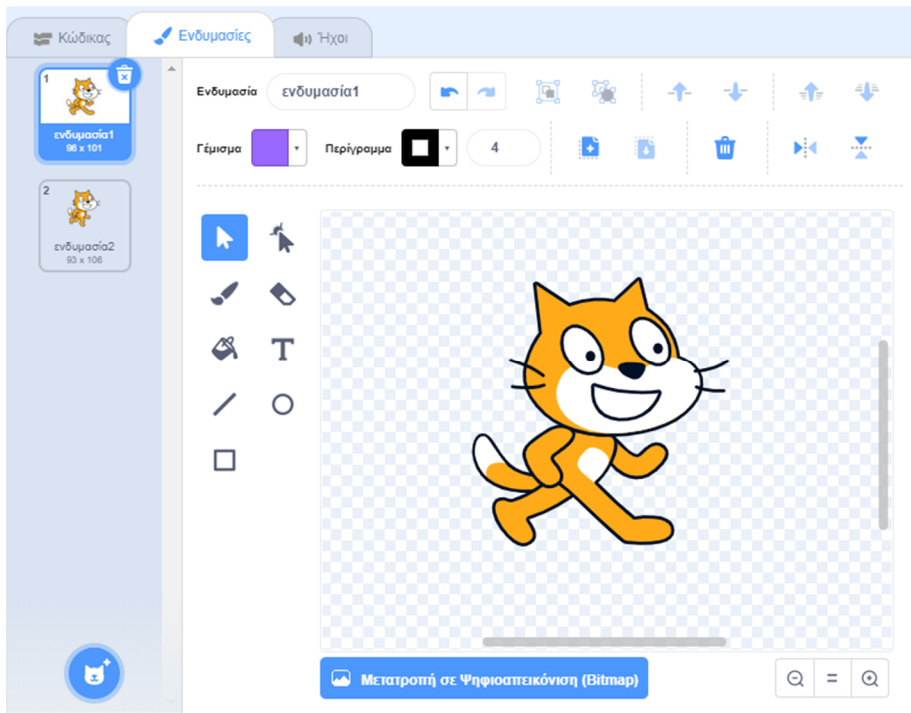 Κώδικας
Ενδυμασίες
Ήχοι
1
ενδυμασία1
96 x 101
2
ενδυμασία2
93 x 106
Ενδυμασία ενδυμασία1
Γέμισμα Περίγραμμα 4
T
Μετατροπή σε Ψηφιοαπεικόνιση (Bitmap)
=